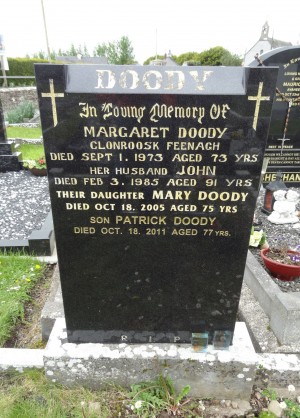 DOODY
In Loving Memory Of
MARGARET DOODY
CLONROOSK FEENAGH
DIED SEPT 1. 1973 AGED 73 YRS
HER HUSBAND JOHN
DIED FEB 3. 1985 AGED 91 YRS
THEIR DAUGHTER MARY DOODY
DIED OCT 18. 2005 AGED 75 YRS
SON PATRICK DOODY
DIED OCT. 18. 2011 AGED 77 YRS.
R I P